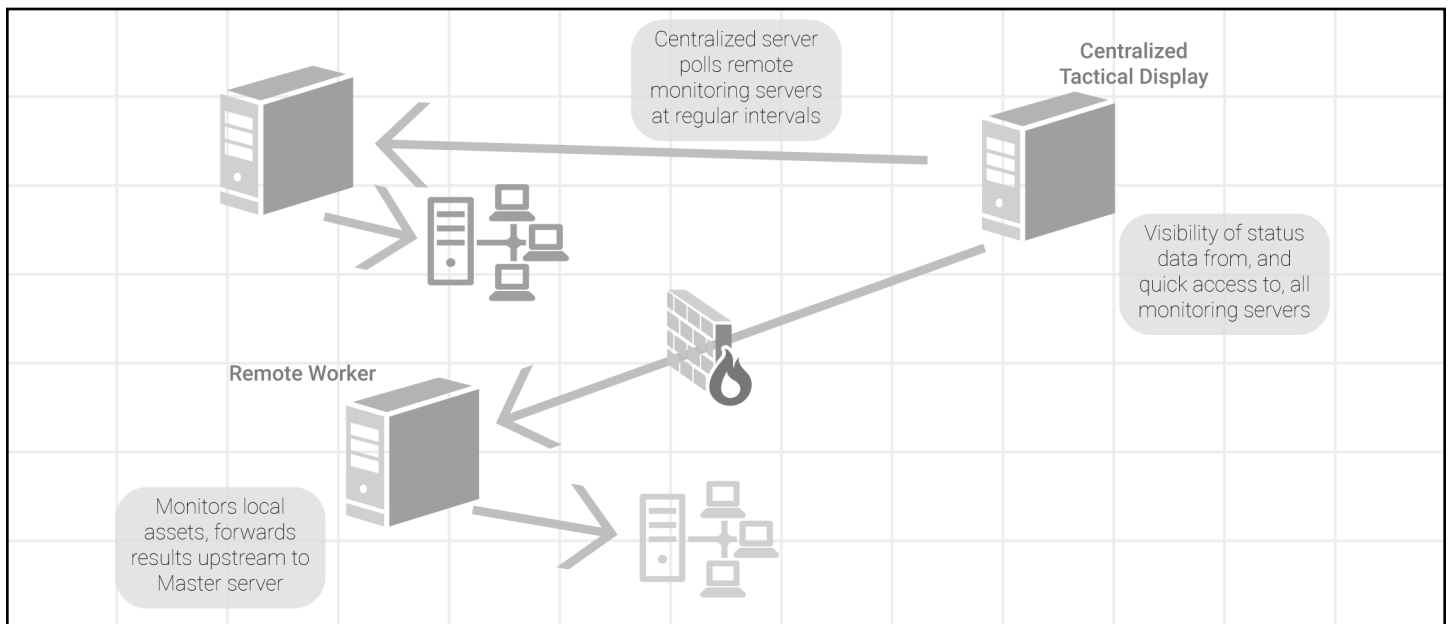 Centralized server
polls remote
monitoring servers
at regular intervals
Centralized
Tactical Display
Visibility of status
data from, and
quick access to, all
monitoring servers
Remote Worker
Monitors local
assets, forwards
results upstream to
Master server